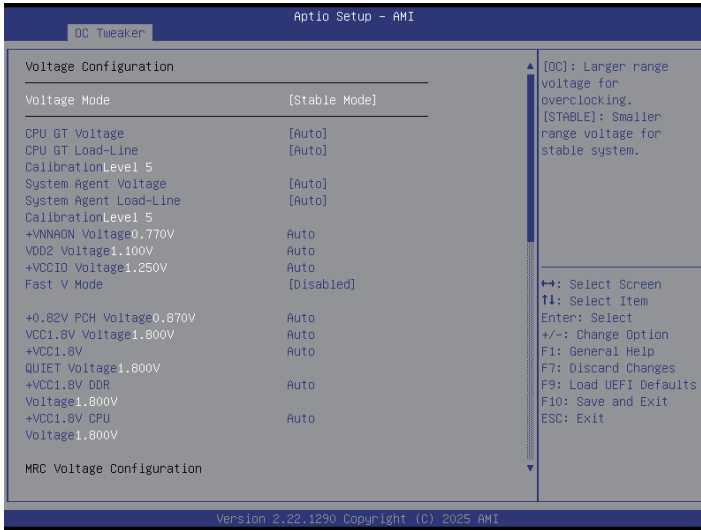 Aptio Setup – AMI
OC Tweaker
Voltage Configuration
Voltage Mode [Stable Mode]
CPU GT Voltage [Auto]
CPU GT Load-Line [Auto]
CalibrationLevel 5
System Agent Voltage [Auto]
System Agent Load-Line [Auto]
CalibrationLevel 5
+VNNAON Voltage0.770V Auto
VDD2 Voltage1.100V Auto
+VCCIO Voltage1.250V Auto
Fast V Mode [Disabled]
+0.82V PCH Voltage0.870V Auto
VCC1.8V Voltage1.800V Auto
+VCC1.8V Auto
QUIET Voltage1.800V
+VCC1.8V DDR Auto
Voltage1.800V
+VCC1.8V CPU Auto
Voltage1.800V
MRC Voltage Configuration
[OC]: Larger range
voltage for
overclocking.
[STABLE]: Smaller
range voltage for
stable system.
↔: Select Screen
↑↓: Select Item
Enter: Select
+/-: Change Option
F1: General Help
F7: Discard Changes
F9: Load UEFI Defaults
F10: Save and Exit
ESC: Exit
Version 2.22.1290 Copyright (C) 2025 AMI